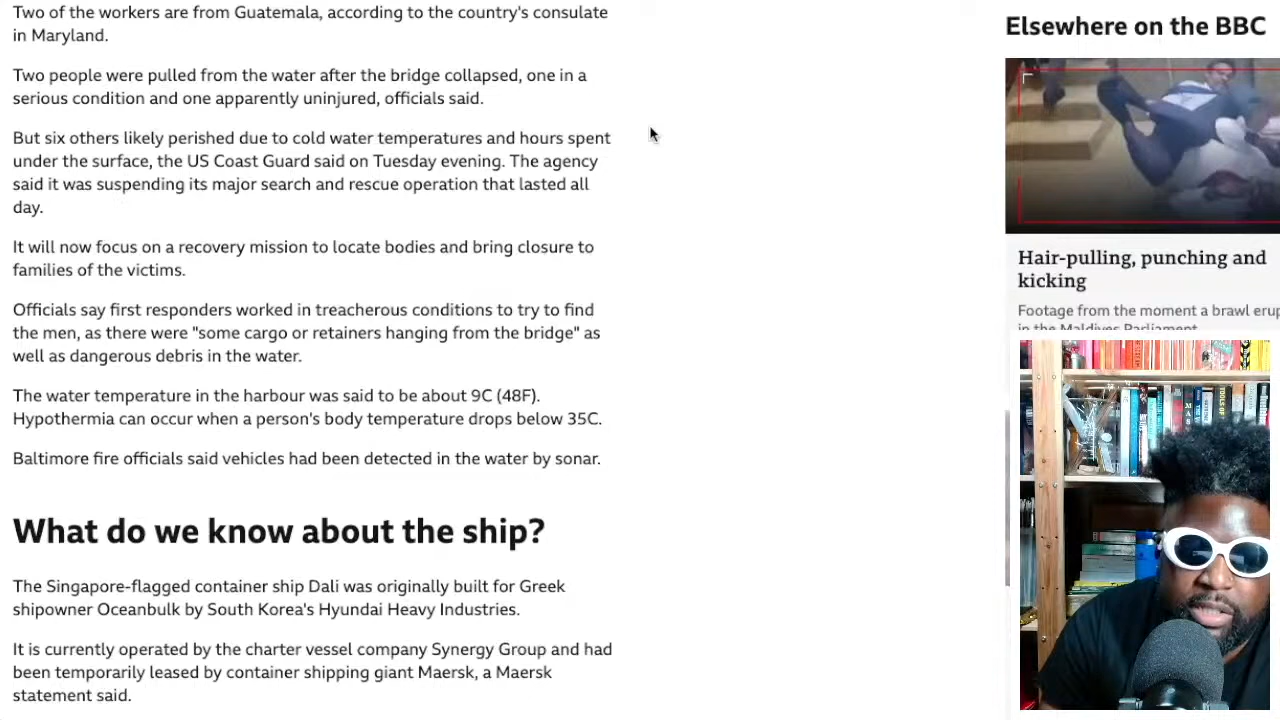 Two of the workers are from Guatemala, according to the country's consulate
in Maryland.
Two people were pulled from the water after the bridge collapsed, one in a
serious condition and one apparently uninjured, officials said.
But six others likely perished due to cold water temperatures and hours spent
under the surface, the US Coast Guard said on Tuesday evening. The agency
said it was suspending its major search and rescue operation that lasted all
day.
It will now focus on a recovery mission to locate bodies and bring closure to
families of the victims.
Officials say first responders worked in treacherous conditions to try to find
the men, as there were "some cargo or retainers hanging from the bridge" as
well as dangerous debris in the water.
The water temperature in the harbour was said to be about 9C (48F).
Hypothermia can occur when a person's body temperature drops below 35C.
Baltimore fire officials said vehicles had been detected in the water by sonar.
What do we know about the ship?
The Singapore-flagged container ship Dali was originally built for Greek
shipowner Oceanbulk by South Korea's Hyundai Heavy Industries.
It is currently operated by the charter vessel company Synergy Group and had
been temporarily leased by container shipping giant Maersk, a Maersk
statement said.
Elsewhere on the BBC
Hair-pulling, punching and
kicking
Footage from the moment a brawl eru
in the Maldives Parliament